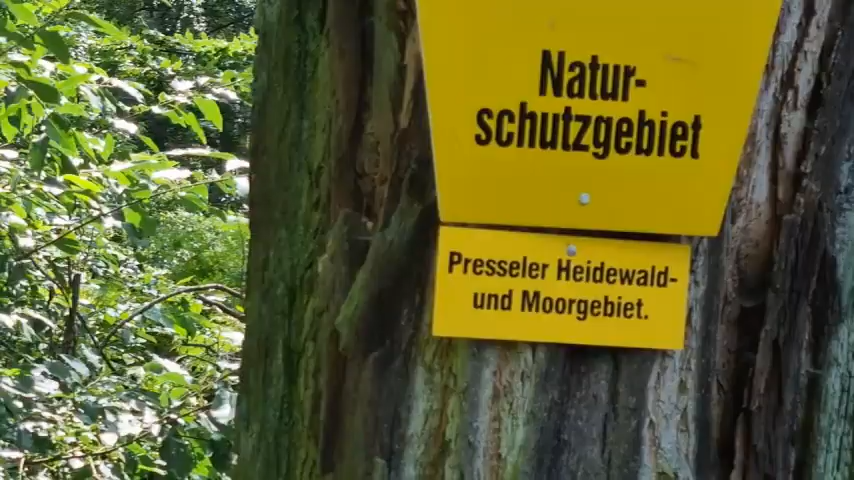 Natur-
schutzgebiet
Presseler Heidewald-
und Moorgebiet.